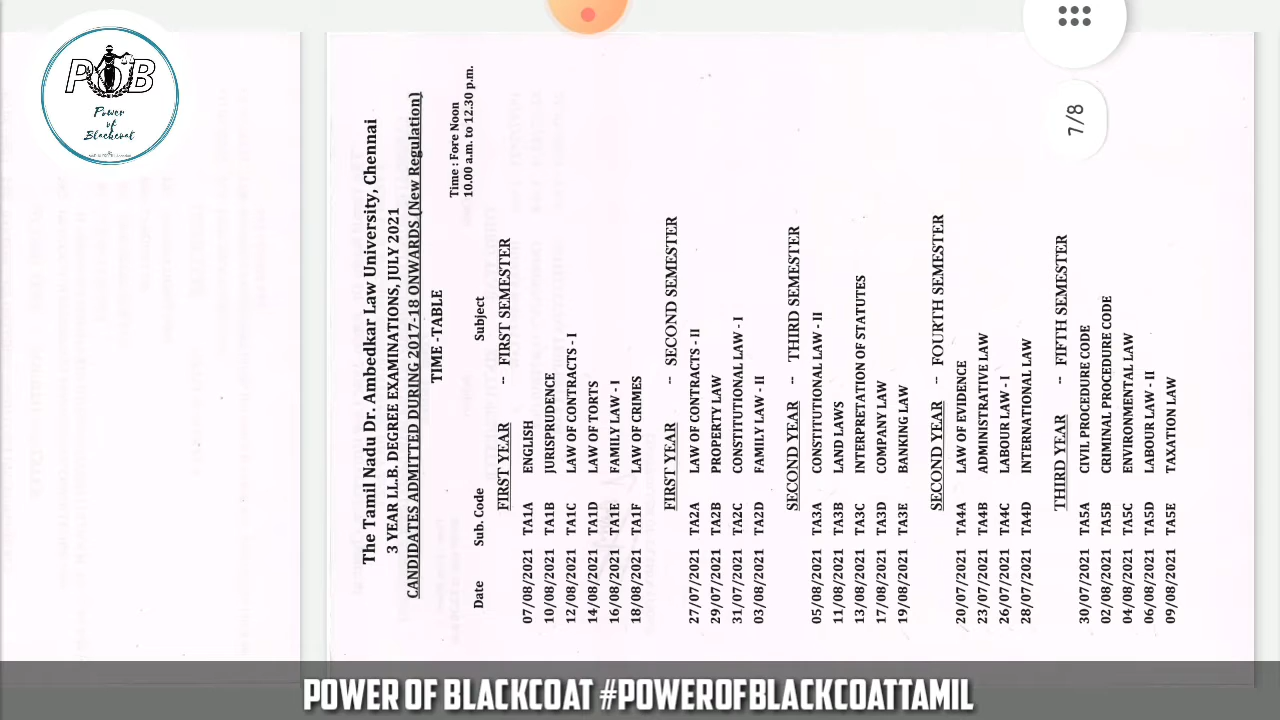 POB
Power
of
Blackcoat
7/8
The Tamil Nadu Dr. Ambedkar Law University, Chennai
3 YEAR LL.B. DEGREE EXAMINATIONS, JULY 2021
CANDIDATES ADMITTED DURING 2017-18 ONWARDS (New Regulation)
TIME -TABLE
Time : Fore Noon
10.00 a.m. to 12.30 p.m.
Date Sub. Code Subject
FIRST YEAR -- FIRST SEMESTER
07/08/2021 TA1A ENGLISH
10/08/2021 TA1B JURISPRUDENCE
12/08/2021 TA1C LAW OF CONTRACTS - I
14/08/2021 TA1D LAW OF TORTS
16/08/2021 TA1E FAMILY LAW - I
18/08/2021 TA1F LAW OF CRIMES
FIRST YEAR -- SECOND SEMESTER
27/07/2021 TA2A LAW OF CONTRACTS - II
29/07/2021 TA2B PROPERTY LAW
31/07/2021 TA2C CONSTITUTIONAL LAW - I
03/08/2021 TA2D FAMILY LAW - II
SECOND YEAR -- THIRD SEMESTER
05/08/2021 TA3A CONSTITUTIONAL LAW - II
11/08/2021 TA3B LAND LAWS
13/08/2021 TA3C INTERPRETATION OF STATUTES
17/08/2021 TA3D COMPANY LAW
19/08/2021 TA3E BANKING LAW
SECOND YEAR -- FOURTH SEMESTER
20/07/2021 TA4A LAW OF EVIDENCE
23/07/2021 TA4B ADMINISTRATIVE LAW
26/07/2021 TA4C LABOUR LAW - I
28/07/2021 TA4D INTERNATIONAL LAW
THIRD YEAR -- FIFTH SEMESTER
30/07/2021 TA5A CIVIL PROCEDURE CODE
02/08/2021 TA5B CRIMINAL PROCEDURE CODE
04/08/2021 TA5C ENVIRONMENTAL LAW
06/08/2021 TA5D LABOUR LAW - II
09/08/2021 TA5E TAXATION LAW
POWER OF BLACKCOAT #POWEROFBLACKCOATTAMIL